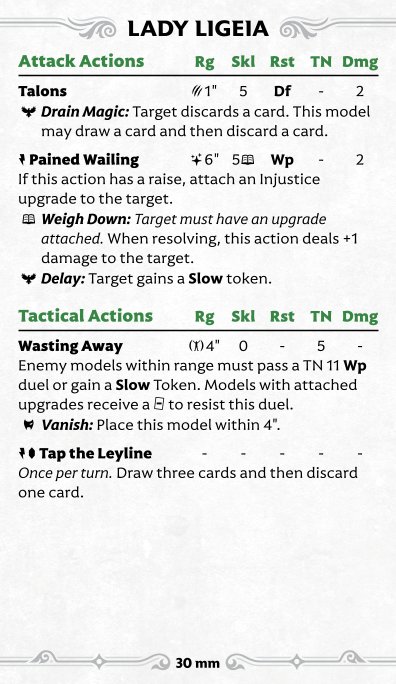 LADY LIGEIA
Attack Actions Rg Skl Rst TN Dmg
Talons 1" 5 Df - 2
Drain Magic: Target discards a card. This model
may draw a card and then discard a card.
Pained Wailing 6" 5 Wp - 2
If this action has a raise, attach an Injustice
upgrade to the target.
Weigh Down: Target must have an upgrade
attached. When resolving, this action deals +1
damage to the target.
Delay: Target gains a Slow token.
Tactical Actions Rg Skl Rst TN Dmg
Wasting Away 4" 0 - 5 -
Enemy models within range must pass a TN 11 Wp
duel or gain a Slow Token. Models with attached
upgrades receive a to resist this duel.
Vanish: Place this model within 4".
Tap the Leyline - - - - -
Once per turn. Draw three cards and then discard
one card.
30 mm